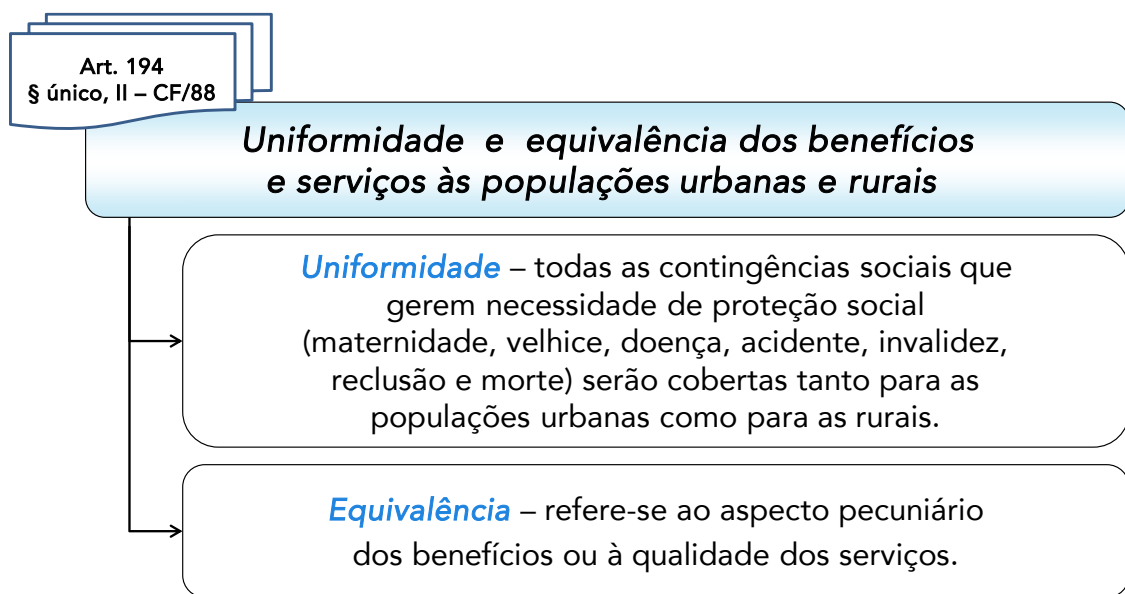 Art. 194
§ único, II – CF/88
Uniformidade e equivalência dos benefícios
e serviços às populações urbanas e rurais
Uniformidade – todas as contingências sociais que
gerem necessidade de proteção social
(maternidade, velhice, doença, acidente, invalidez,
reclusão e morte) serão cobertas tanto para as
populações urbanas como para as rurais.
Equivalência – refere-se ao aspecto pecuniário
dos benefícios ou à qualidade dos serviços.